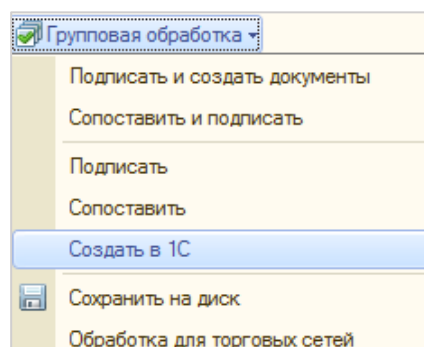 Групповая обработка
Подписать и создать документы
Сопоставить и подписать
Подписать
Сопоставить
Создать в 1С
Сохранить на диск
Обработка для торговых сетей